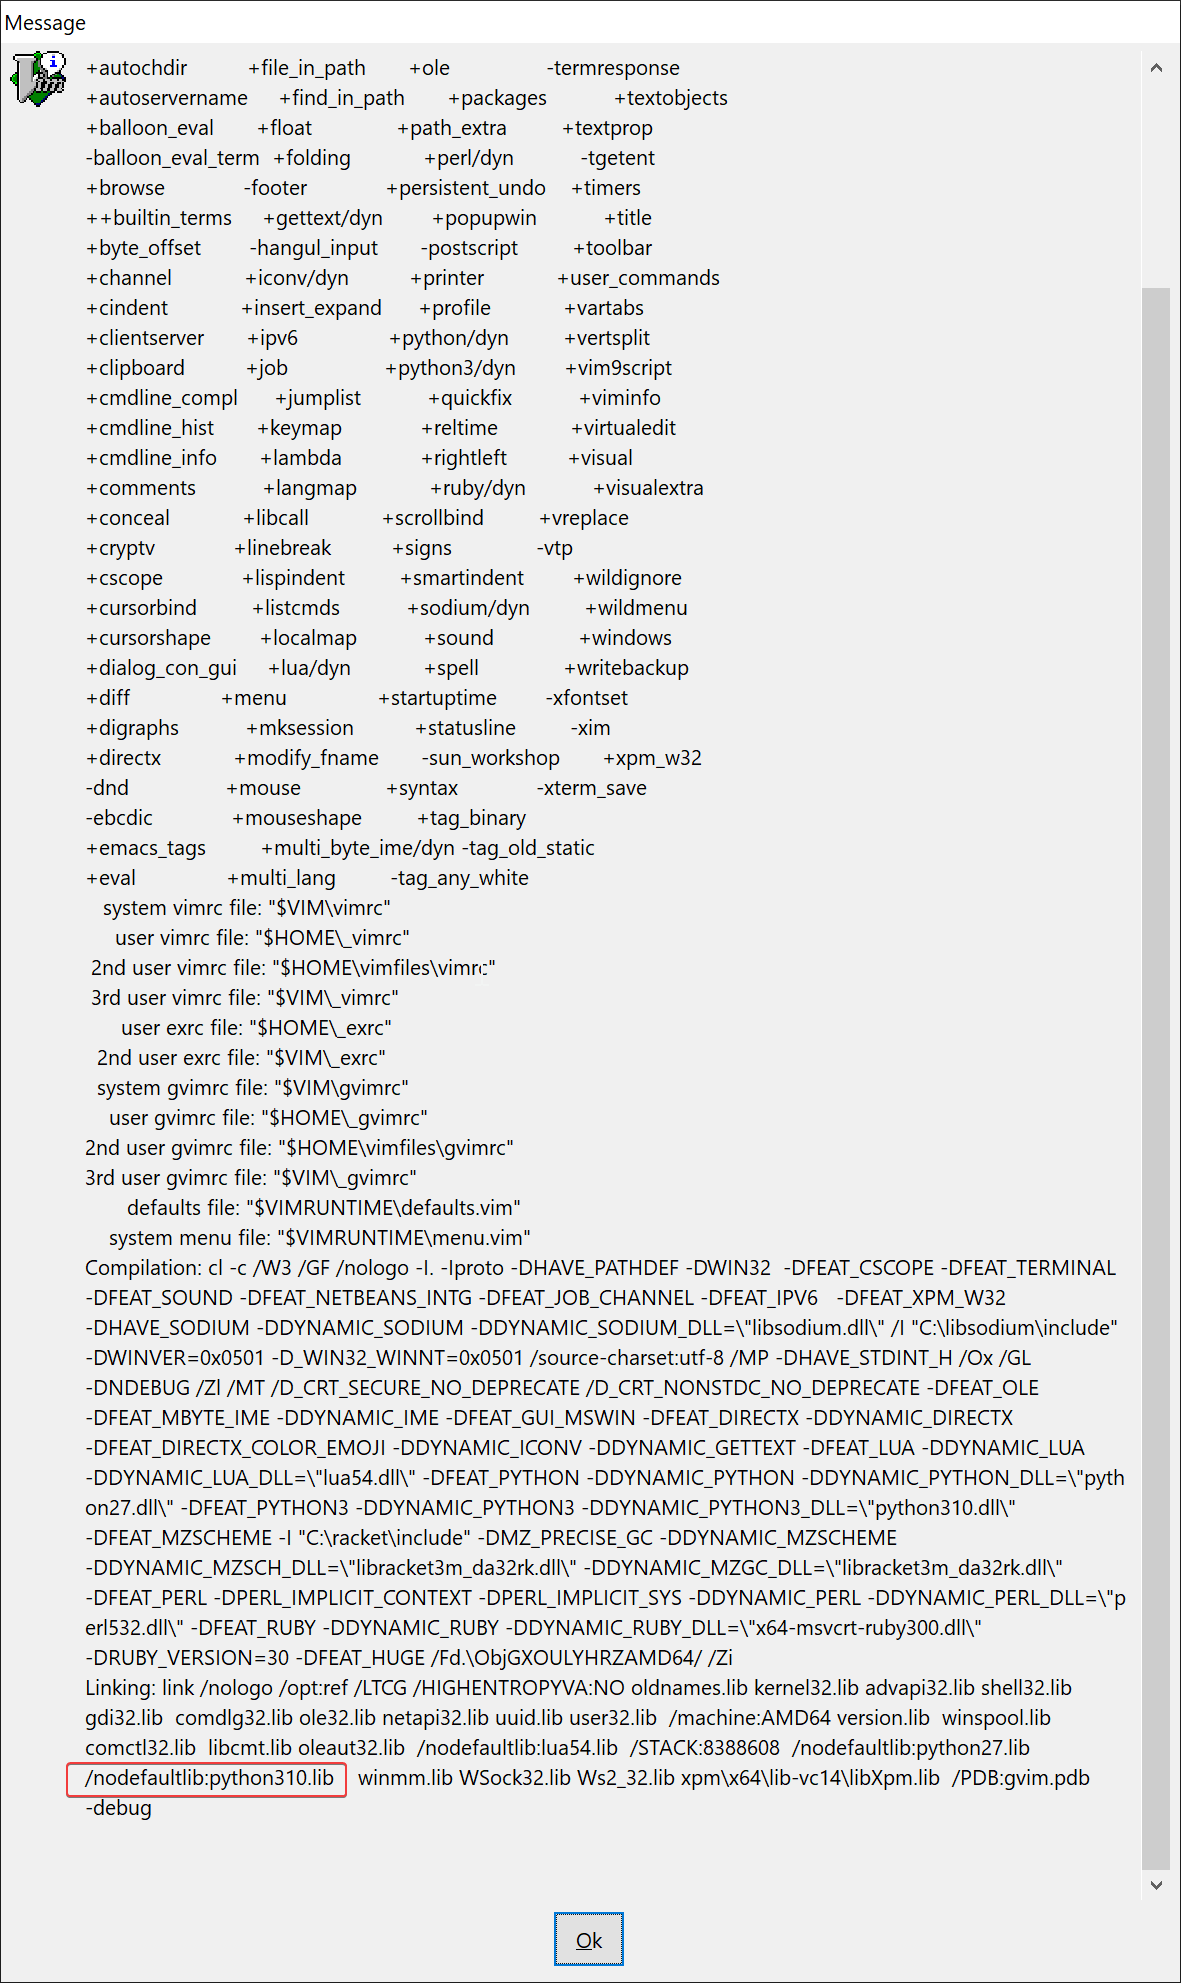 Message
+autochdir +file_in_path +ole -termresponse
+autoservername +find_in_path +packages +textobjects
+balloon_eval +float +path_extra +textprop
-balloon_eval_term +folding +perl/dyn -tgetent
+browse -footer +persistent_undo +timers
++builtin_terms +gettext/dyn +popupwin +title
+byte_offset -hangul_input -postscript +toolbar
+channel +iconv/dyn +printer +user_commands
+cindent +insert_expand +profile +vartabs
+clientserver +ipv6 +python/dyn +vertsplit
+clipboard +job +python3/dyn +vim9script
+cmdline_compl +jumplist +quickfix +viminfo
+cmdline_hist +keymap +reltime +virtualedit
+cmdline_info +lambda +rightleft +visual
+comments +langmap +ruby/dyn +visualextra
+conceal +libcall +scrollbind +vreplace
+cryptv +linebreak +signs -vtp
+cscope +lispindent +smartindent +wildignore
+cursorbind +listcmds +sodium/dyn +wildmenu
+cursorshape +localmap +sound +windows
+dialog_con_gui +lua/dyn +spell +writebackup
+diff +menu +startuptime -xfontset
+digraphs +mksession +statusline -xim
+directx +modify_fname -sun_workshop +xpm_w32
-dnd +mouse +syntax -xterm_save
-ebcdic +mouseshape +tag_binary
+emacs_tags +multi_byte_ime/dyn -tag_old_static
+eval +multi_lang -tag_any_white
system vimrc file: "$VIM\vimrc"
user vimrc file: "$HOME\_vimrc"
2nd user vimrc file: "$HOME\vimfiles\vimrc"
3rd user vimrc file: "$VIM\_vimrc"
user exrc file: "$HOME\_exrc"
2nd user exrc file: "$VIM\_exrc"
system gvimrc file: "$VIM\gvimrc"
user gvimrc file: "$HOME\_gvimrc"
2nd user gvimrc file: "$HOME\vimfiles\gvimrc"
3rd user gvimrc file: "$VIM\_gvimrc"
defaults file: "$VIMRUNTIME\defaults.vim"
system menu file: "$VIMRUNTIME\menu.vim"
Compilation: cl -c /W3 /GF /nologo -I. -Iproto -DHAVE_PATHDEF -DWIN32 -DFEAT_CSCOPE -DFEAT_TERMINAL
-DFEAT_SOUND -DFEAT_NETBEANS_INTG -DFEAT_JOB_CHANNEL -DFEAT_IPV6 -DFEAT_XPM_W32
-DHAVE_SODIUM -DDYNAMIC_SODIUM -DDYNAMIC_SODIUM_DLL=\"libsodium.dll\" /I "C:\libsodium\include"
-DWINVER=0x0501 -D_WIN32_WINNT=0x0501 /source-charset:utf-8 /MP -DHAVE_STDINT_H /Ox /GL
-DNDEBUG /Zl /MT /D_CRT_SECURE_NO_DEPRECATE /D_CRT_NONSTDC_NO_DEPRECATE -DFEAT_OLE
-DFEAT_MBYTE_IME -DDYNAMIC_IME -DFEAT_GUI_MSWIN -DFEAT_DIRECTX -DDYNAMIC_DIRECTX
-DFEAT_DIRECTX_COLOR_EMOJI -DDYNAMIC_ICONV -DDYNAMIC_GETTEXT -DFEAT_LUA -DDYNAMIC_LUA
-DDYNAMIC_LUA_DLL=\"lua54.dll\" -DFEAT_PYTHON -DDYNAMIC_PYTHON -DDYNAMIC_PYTHON_DLL=\"pyth
on27.dll\" -DFEAT_PYTHON3 -DDYNAMIC_PYTHON3 -DDYNAMIC_PYTHON3_DLL=\"python310.dll\"
-DFEAT_MZSCHEME -I "C:\racket\include" -DMZ_PRECISE_GC -DDYNAMIC_MZSCHEME
-DDYNAMIC_MZSCH_DLL=\"libracket3m_da32rk.dll\" -DDYNAMIC_MZGC_DLL=\"libracket3m_da32rk.dll\"
-DFEAT_PERL -DPERL_IMPLICIT_CONTEXT -DPERL_IMPLICIT_SYS -DDYNAMIC_PERL -DDYNAMIC_PERL_DLL=\"p
erl532.dll\" -DFEAT_RUBY -DDYNAMIC_RUBY -DDYNAMIC_RUBY_DLL=\"x64-msvcrt-ruby300.dll\"
-DRUBY_VERSION=30 -DFEAT_HUGE /Fd.\ObjGXOULYHRZAMD64/ /Zi
Linking: link /nologo /opt:ref /LTCG /HIGHENTROPYVA:NO oldnames.lib kernel32.lib advapi32.lib shell32.lib
gdi32.lib comdlg32.lib ole32.lib netapi32.lib uuid.lib user32.lib /machine:AMD64 version.lib winspool.lib
comctl32.lib libcmt.lib oleaut32.lib /nodefaultlib:lua54.lib /STACK:8388608 /nodefaultlib:python27.lib
/nodefaultlib:python310.lib winmm.lib WSock32.lib Ws2_32.lib xpm\x64\lib-vc14\libXpm.lib /PDB:gvim.pdb
-debug
Ok